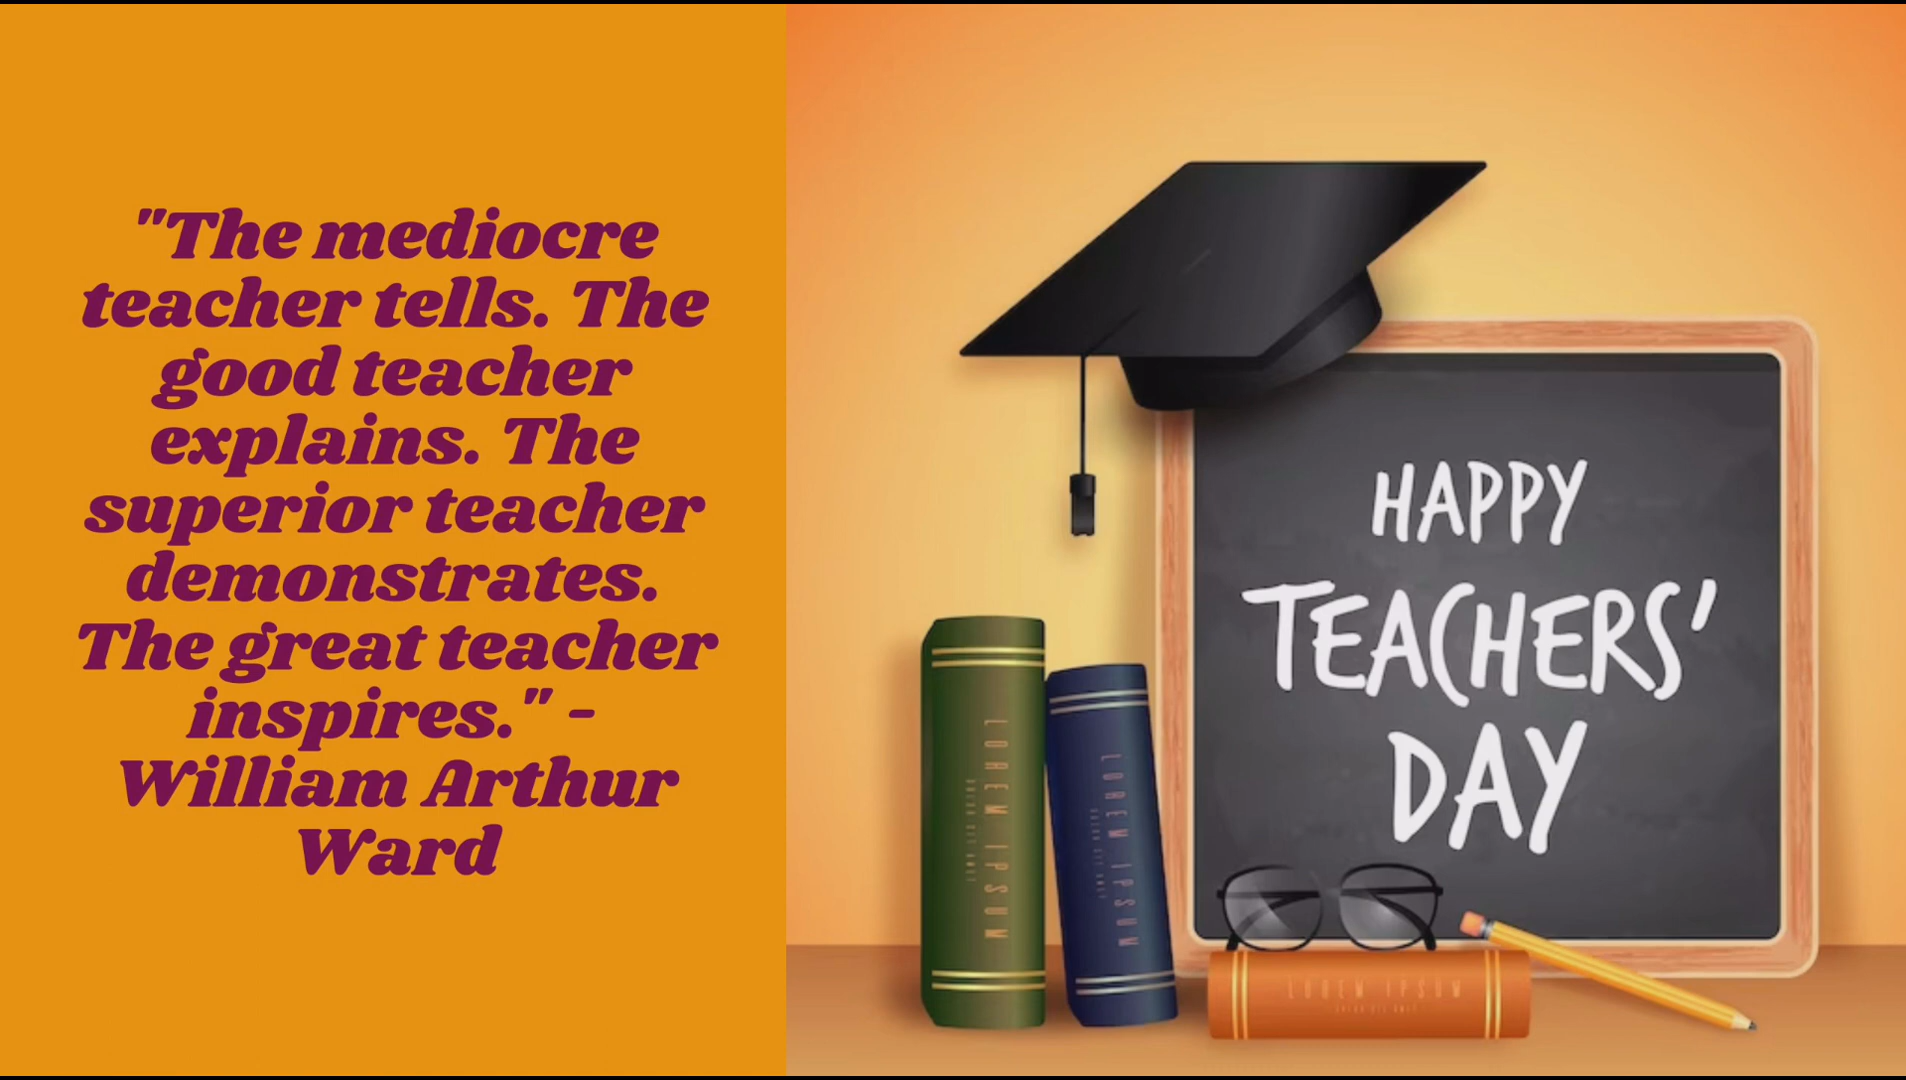 "The mediocre
teacher tells. The
good teacher
explains. The
superior teacher
demonstrates.
The great teacher
inspires." -
William Arthur
Ward
HAPPY
TEACHERS'
DAY
LOREM IPSUM
LOREM IPSUM
LOREM IPSUM